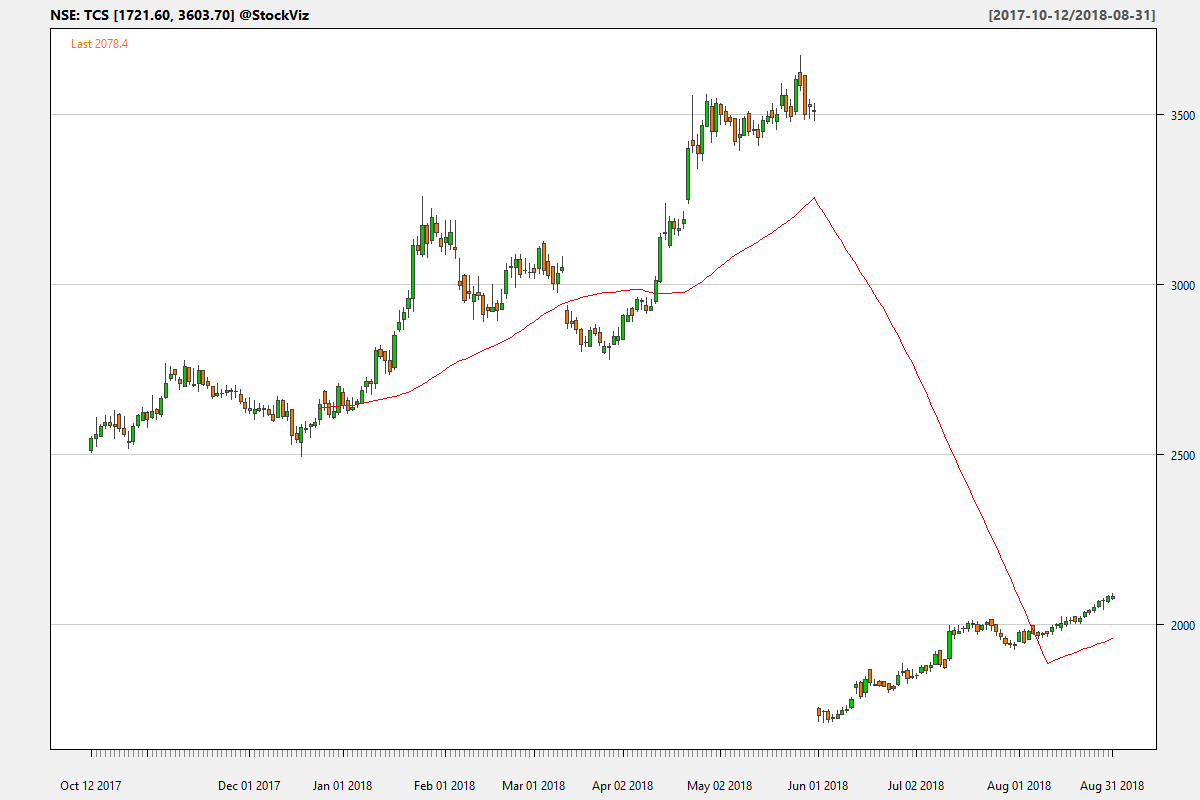 NSE: TCS [1721.60, 3603.70] @StockViz [2017-10-12/2018-08-31]
Last 2078.4
3500
3000
2500
2000
Oct 12 2017 Dec 01 2017 Jan 01 2018 Feb 01 2018 Mar 01 2018 Apr 02 2018 May 02 2018 Jun 01 2018 Jul 02 2018 Aug 01 2018 Aug 31 2018